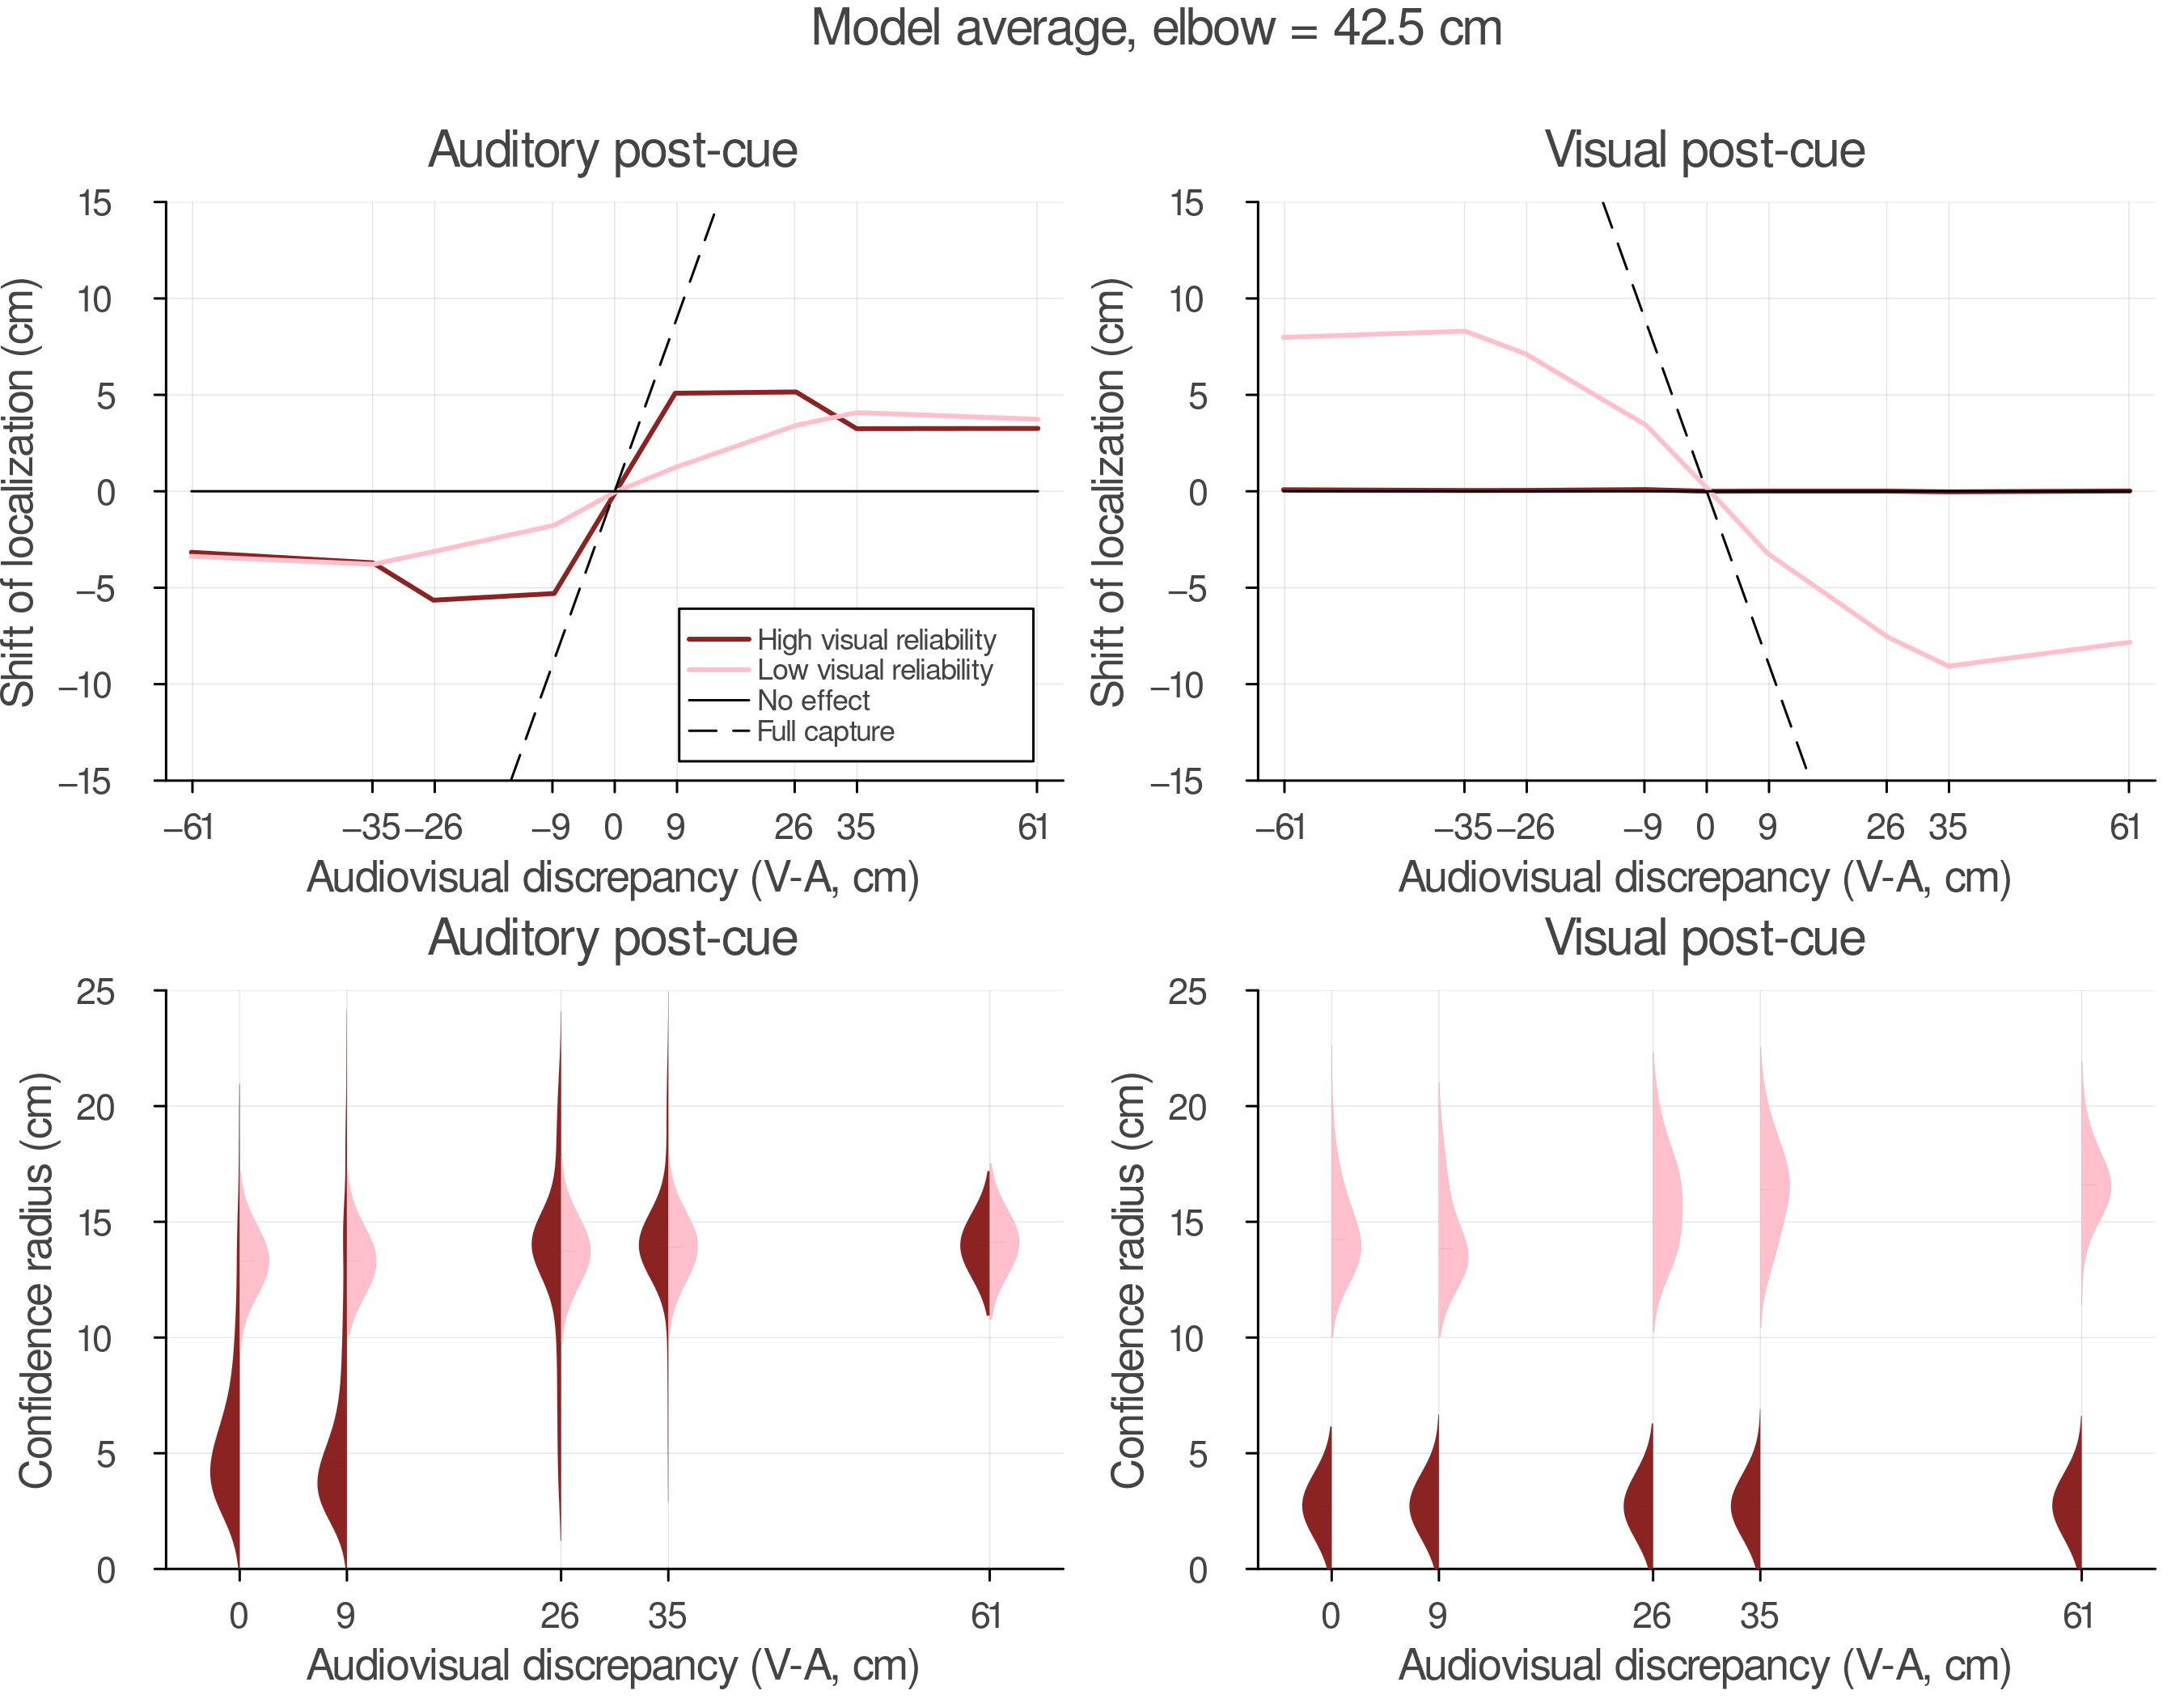 Model average, elbow = 42.5 cm
Auditory post-cue
Shift of localization (cm)
15
10
5
0
−5
−10
−15
High visual reliability
Low visual reliability
No effect
Full capture
−61 −35 −26 −9 0 9 26 35 61
Audiovisual discrepancy (V-A, cm)
Visual post-cue
Shift of localization (cm)
15
10
5
0
−5
−10
−15
−61 −35 −26 −9 0 9 26 35 61
Audiovisual discrepancy (V-A, cm)
Auditory post-cue
Confidence radius (cm)
25
20
15
10
5
0
0 9 26 35 61
Audiovisual discrepancy (V-A, cm)
Visual post-cue
Confidence radius (cm)
25
20
15
10
5
0
0 9 26 35 61
Audiovisual discrepancy (V-A, cm)